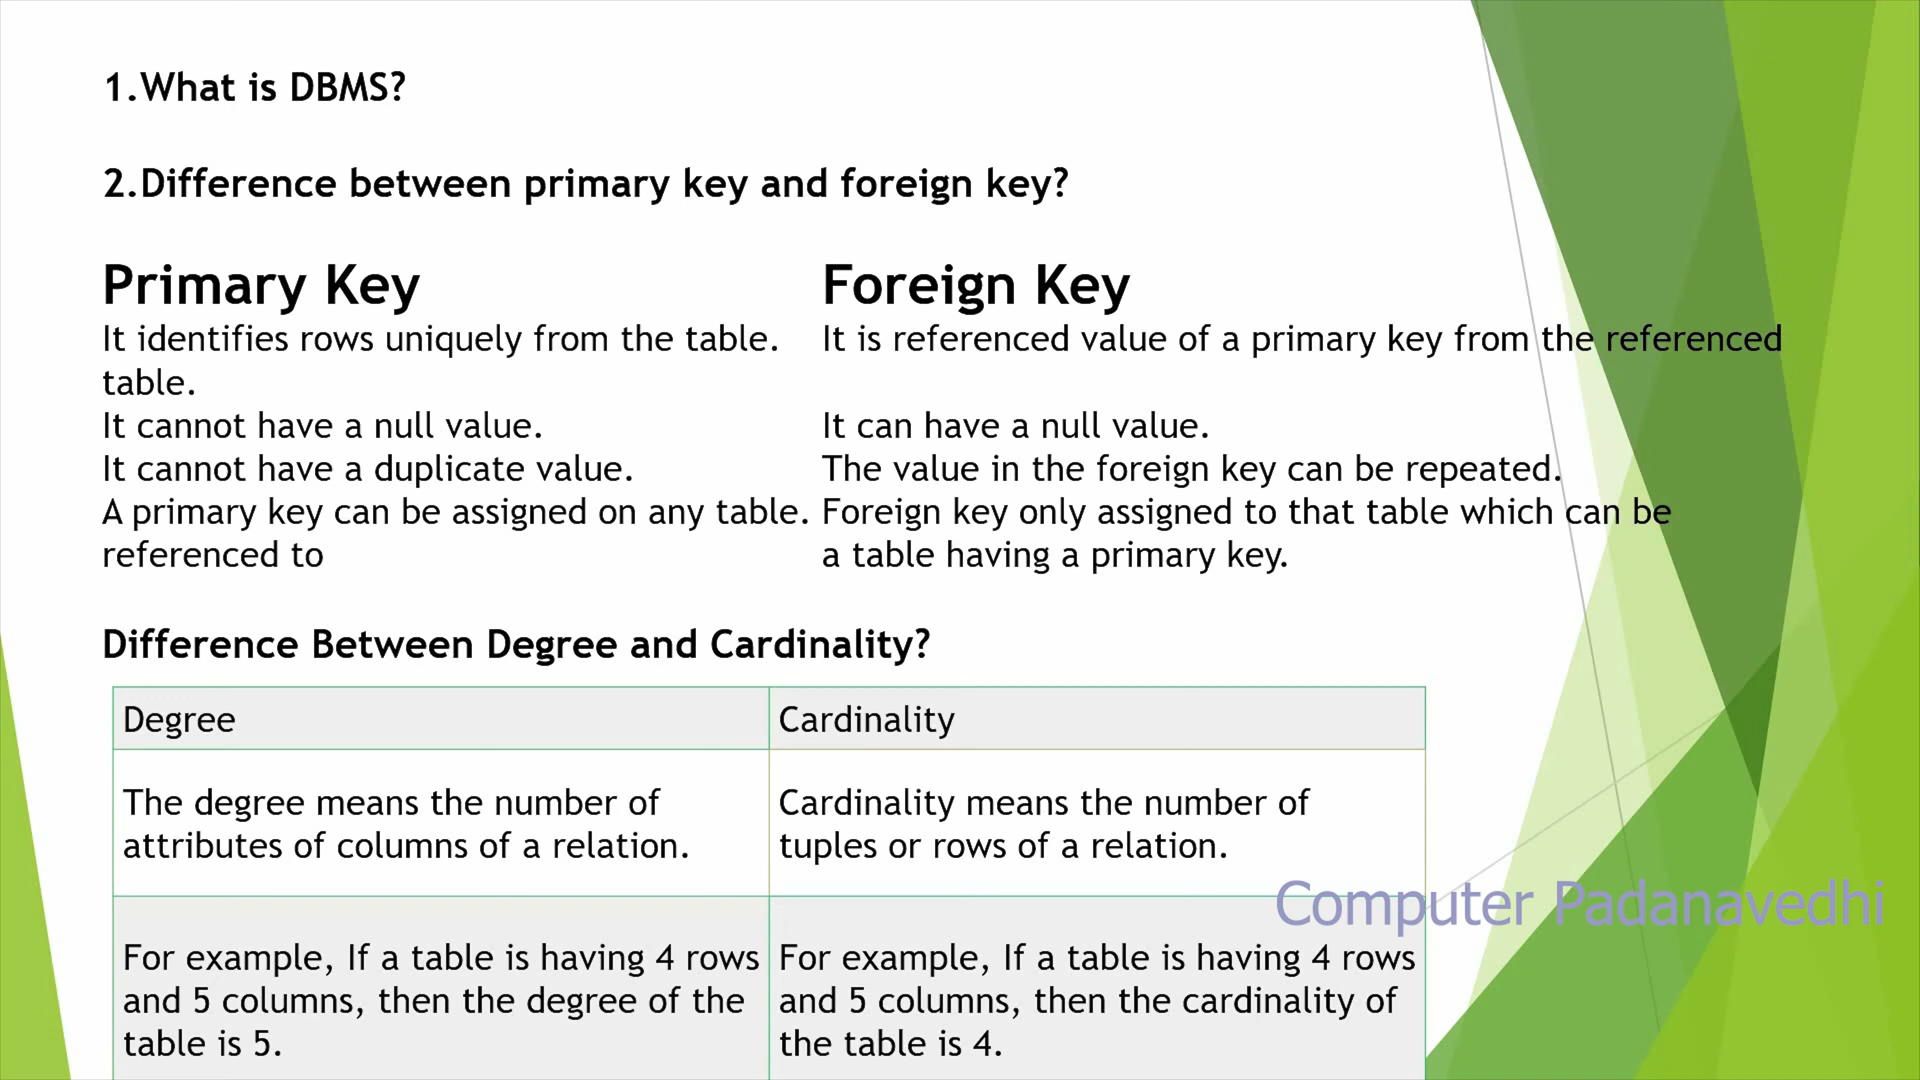 1.What is DBMS?
2.Difference between primary key and foreign key?
Primary Key Foreign Key
It identifies rows uniquely from the table. It is referenced value of a primary key from the referenced
table.
It cannot have a null value. It can have a null value.
It cannot have a duplicate value. The value in the foreign key can be repeated.
A primary key can be assigned on any table. Foreign key only assigned to that table which can be
referenced to a table having a primary key.
Difference Between Degree and Cardinality?
Degree Cardinality
The degree means the number of
attributes of columns of a relation.
Cardinality means the number of
tuples or rows of a relation.
For example, If a table is having 4 rows
and 5 columns, then the degree of the
table is 5.
For example, If a table is having 4 rows
and 5 columns, then the cardinality of
the table is 4.
Computer Padanavedhi